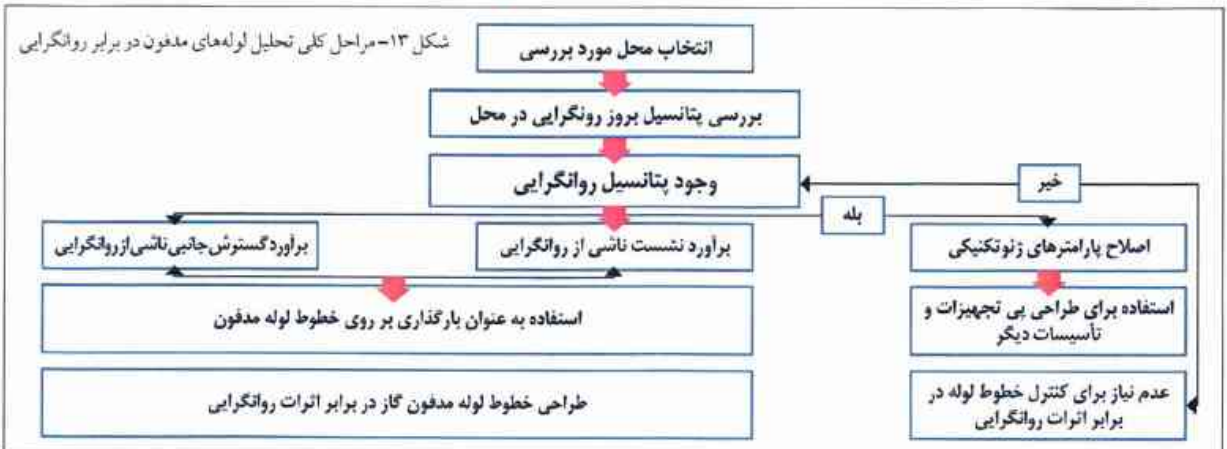 شکل ۱۳-مراحل کلی تحلیل لوله‌های مدفون در برابر روانگرایی
انتخاب محل مورد بررسی
بررسی پتانسیل بروز رونگرایی در محل
وجود پتانسیل روانگرایی
خیر
بله
برآورد گسترش جانبی ناشی از روانگرایی
برآورد نشست ناشی از روانگرایی
اصلاح پارامترهای ژئوتکنیکی
استفاده به عنوان بارگذاری بر روی خطوط لوله مدفون
استفاده برای طراحی پی تجهیزات و
تأسیسات دیگر
طراحی خطوط لوله مدفون گاز در برابر اثرات روانگرایی
عدم نیاز برای کنترل خطوط لوله در
برابر اثرات روانگرایی